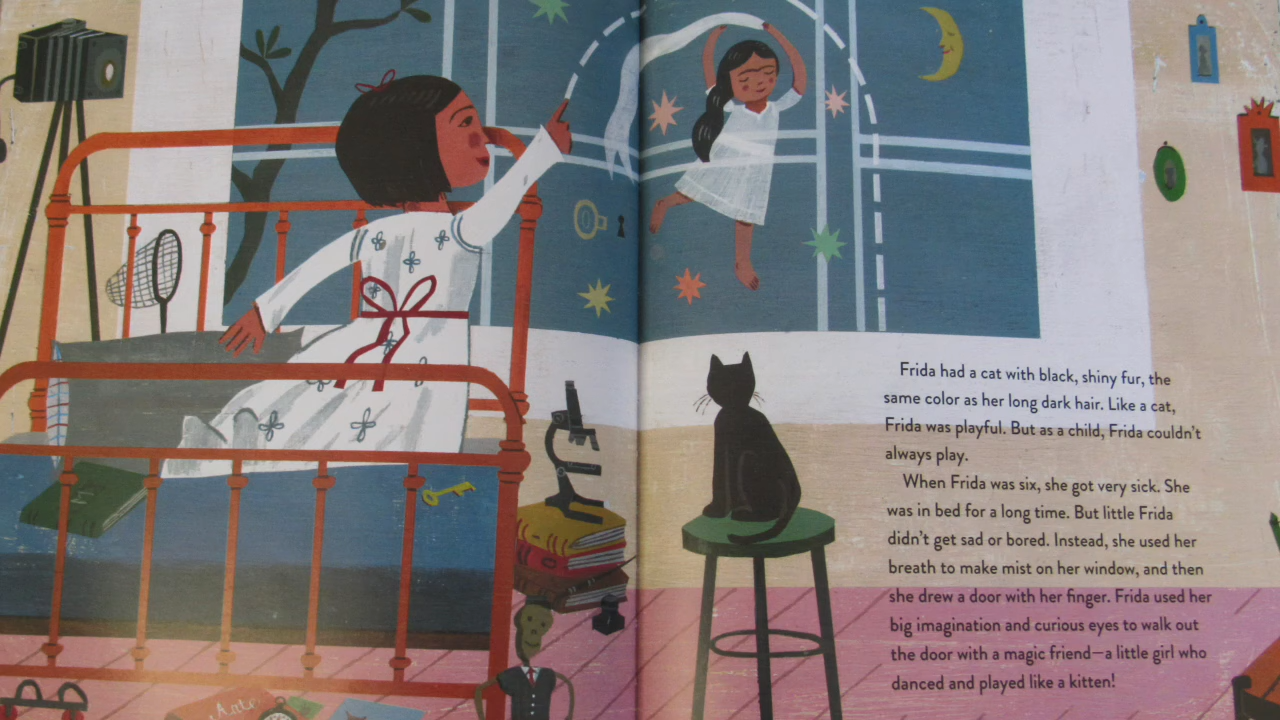 Frida had a cat with black, shiny fur, the
same color as her long dark hair. Like a cat,
Frida was playful. But as a child, Frida couldn't
always play.
When Frida was six, she got very sick. She
was in bed for a long time. But little Frida
didn't get sad or bored. Instead, she used her
breath to make mist on her window, and then
she drew a door with her finger. Frida used her
big imagination and curious eyes to walk out
the door with a magic friend—a little girl who
danced and played like a kitten!